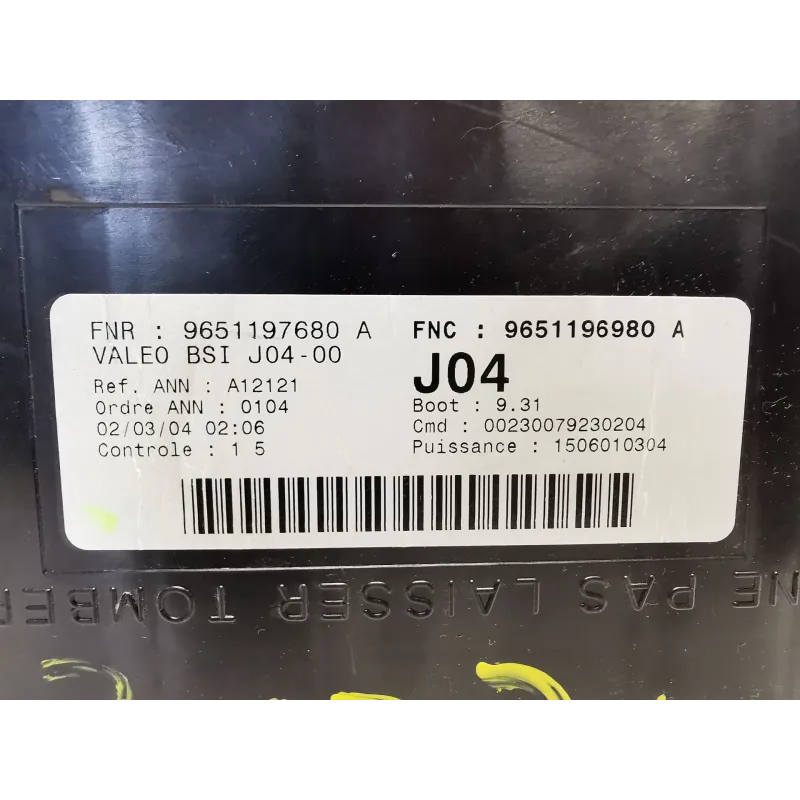 FNR : 9651197680 A
VALEO BSI J04-00
Ref. ANN : A12121
Ordre ANN : 0104
02/03/04 02:06
Controle : 1 5
FNC : 9651196980 A
J04
Boot : 9.31
Cmd : 00230079230204
Puissance : 1506010304
NE PAS LAISSER TOMBER